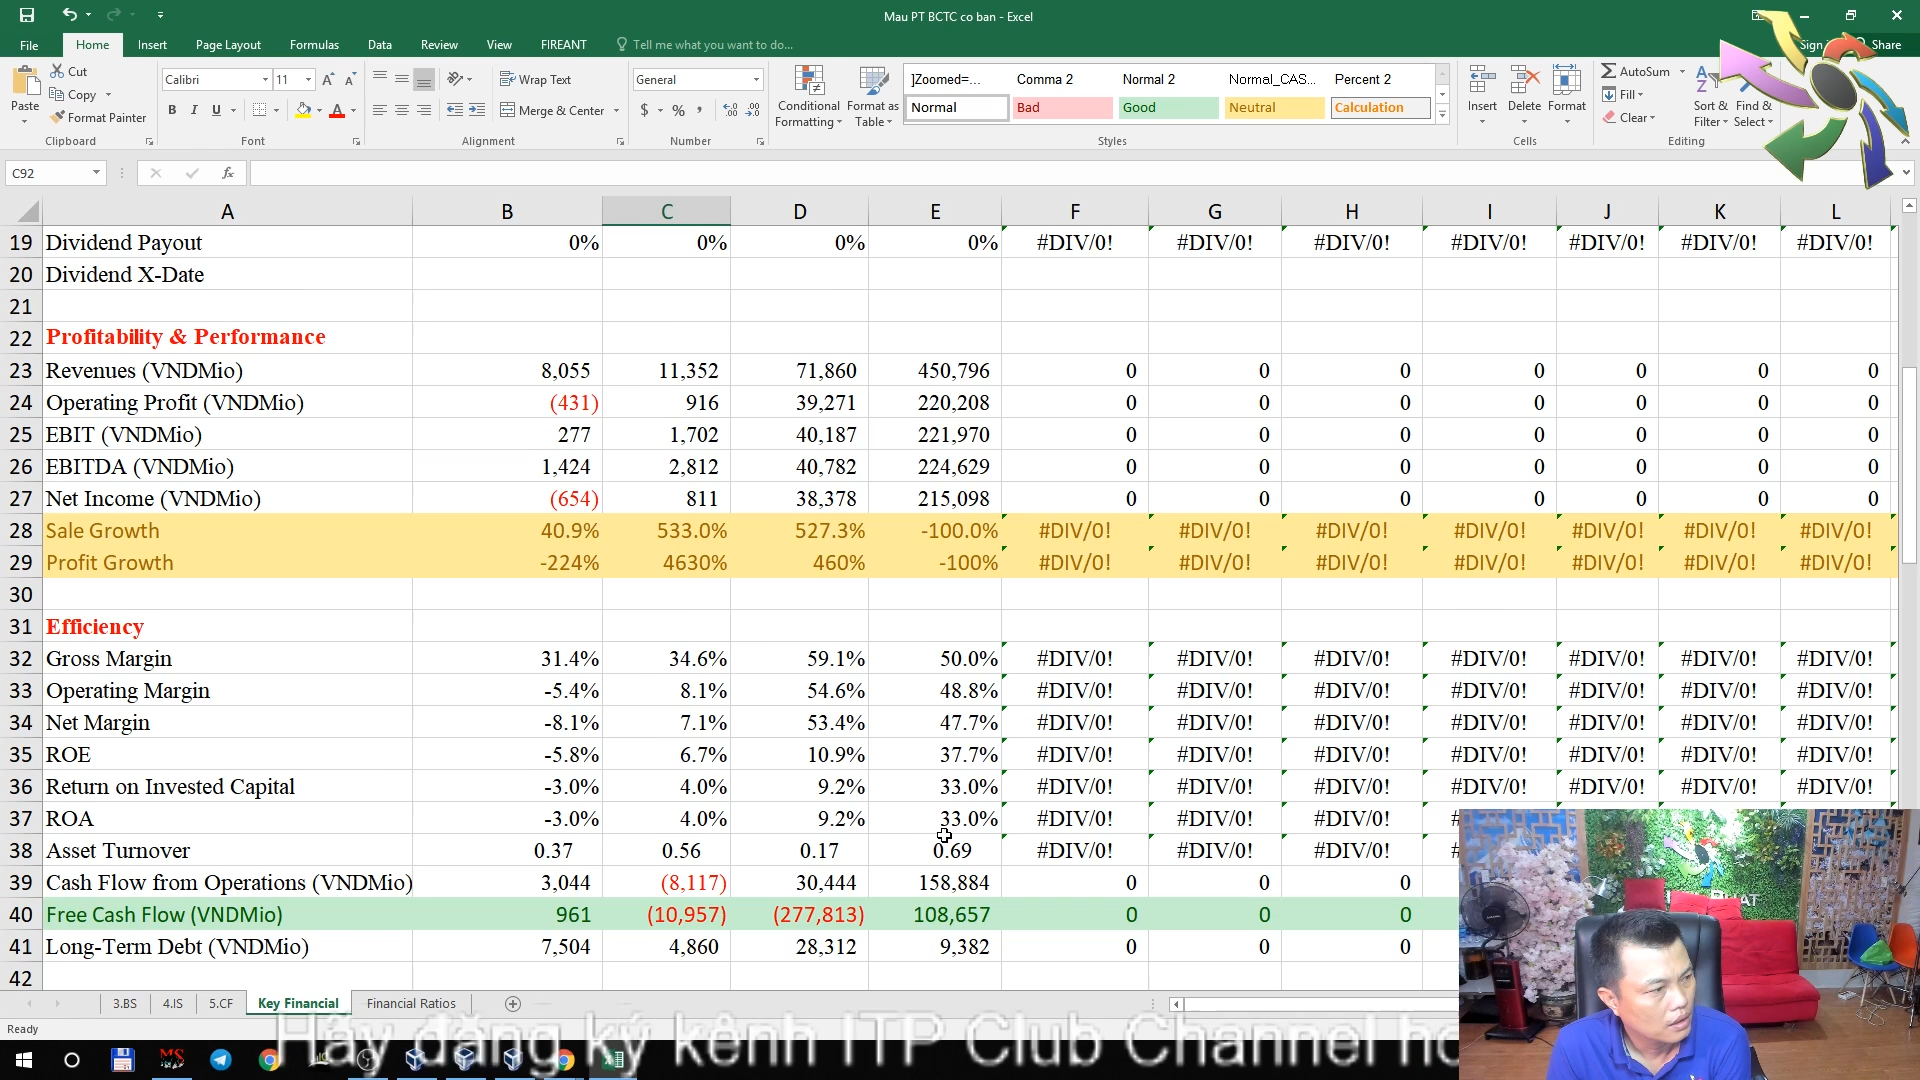 Mau PT BCTC co ban - Excel
File Home Insert Page Layout Formulas Data Review View FIREANT Tell me what you want to do... Share
Cut
Copy
Format Painter
Paste
Clipboard
Calibri 11
B I U
Font
Wrap Text
Merge & Center
Alignment
General
$ % ,
Number
Conditional Formatting
Format as Table
]Zoomed=... Comma 2 Normal 2 Normal_CAS... Percent 2
Normal Bad Good Neutral Calculation
Styles
Insert Delete Format
Cells
AutoSum
Fill
Clear
Sort & Filter
Find & Select
Editing
C92 fx
A B C D E F G H I J K L
19 Dividend Payout 0% 0% 0% 0% #DIV/0! #DIV/0! #DIV/0! #DIV/0! #DIV/0! #DIV/0! #DIV/0!
20 Dividend X-Date
21
22 Profitability & Performance
23 Revenues (VNDMio) 8,055 11,352 71,860 450,796 0 0 0 0 0 0 0
24 Operating Profit (VNDMio) (431) 916 39,271 220,208 0 0 0 0 0 0 0
25 EBIT (VNDMio) 277 1,702 40,187 221,970 0 0 0 0 0 0 0
26 EBITDA (VNDMio) 1,424 2,812 40,782 224,629 0 0 0 0 0 0 0
27 Net Income (VNDMio) (654) 811 38,378 215,098 0 0 0 0 0 0 0
28 Sale Growth 40.9% 533.0% 527.3% -100.0% #DIV/0! #DIV/0! #DIV/0! #DIV/0! #DIV/0! #DIV/0! #DIV/0!
29 Profit Growth -224% 4630% 460% -100% #DIV/0! #DIV/0! #DIV/0! #DIV/0! #DIV/0! #DIV/0! #DIV/0!
30
31 Efficiency
32 Gross Margin 31.4% 34.6% 59.1% 50.0% #DIV/0! #DIV/0! #DIV/0! #DIV/0! #DIV/0! #DIV/0! #DIV/0!
33 Operating Margin -5.4% 8.1% 54.6% 48.8% #DIV/0! #DIV/0! #DIV/0! #DIV/0! #DIV/0! #DIV/0! #DIV/0!
34 Net Margin -8.1% 7.1% 53.4% 47.7% #DIV/0! #DIV/0! #DIV/0! #DIV/0! #DIV/0! #DIV/0! #DIV/0!
35 ROE -5.8% 6.7% 10.9% 37.7% #DIV/0! #DIV/0! #DIV/0! #DIV/0! #DIV/0! #DIV/0! #DIV/0!
36 Return on Invested Capital -3.0% 4.0% 9.2% 33.0% #DIV/0! #DIV/0! #DIV/0! #DIV/0! #DIV/0! #DIV/0! #DIV/0!
37 ROA -3.0% 4.0% 9.2% 33.0% #DIV/0! #DIV/0! #DIV/0!
38 Asset Turnover 0.37 0.56 0.17 0.69 #DIV/0! #DIV/0! #DIV/0!
39 Cash Flow from Operations (VNDMio) 3,044 (8,117) 30,444 158,884 0 0 0
40 Free Cash Flow (VNDMio) 961 (10,957) (277,813) 108,657 0 0 0
41 Long-Term Debt (VNDMio) 7,504 4,860 28,312 9,382 0 0 0
42
3.BS 4.IS 5.CF Key Financial Financial Ratios
Ready
Hãy đăng ký kênh ITP Club Channel